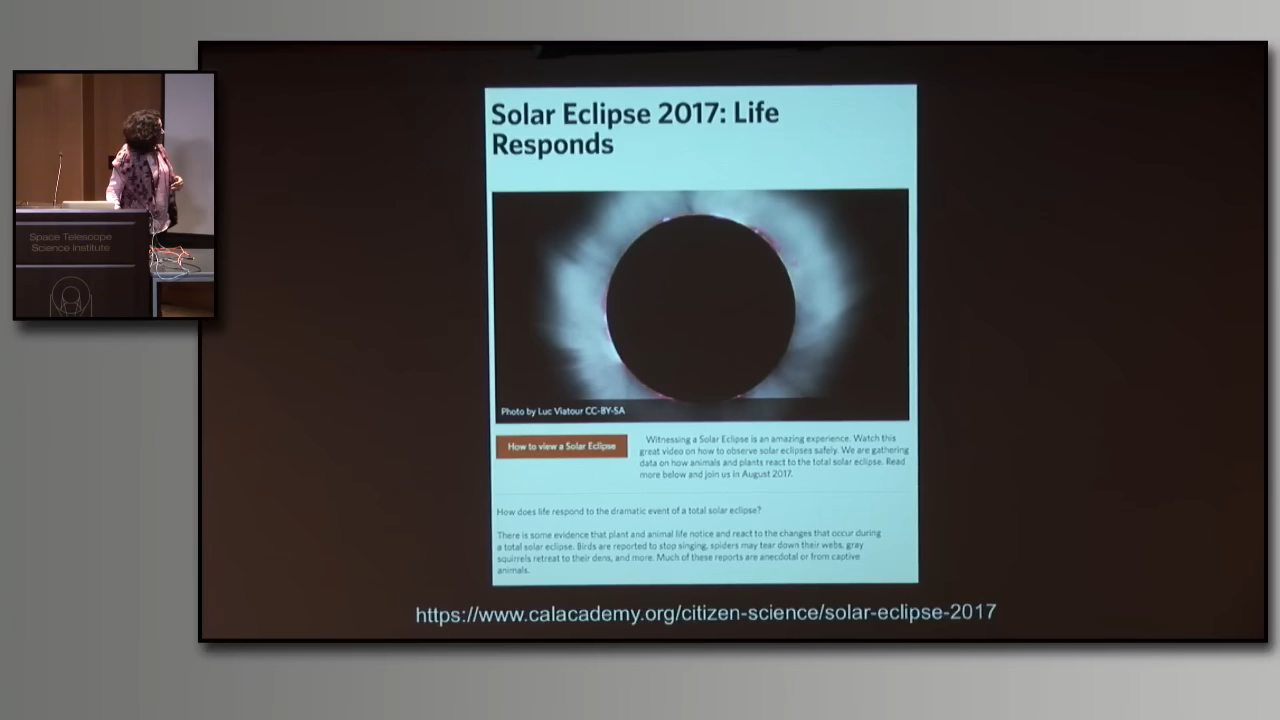 Space Telescope
Science Institute
Solar Eclipse 2017: Life
Responds
Photo by Luc Viatour CC-BY-SA
How to view a Solar Eclipse
Witnessing a Solar Eclipse is an amazing experience. Watch this
great video on how to observe solar eclipses safely. We are gathering
data on how animals and plants react to the total solar eclipse. Read
more below and join us in August 2017.
How does life respond to the dramatic event of a total solar eclipse?
There is some evidence that plant and animal life notice and react to the changes that occur during
a total solar eclipse. Birds are reported to stop singing, spiders may tear down their webs, gray
squirrels retreat to their dens, and more. Much of these reports are anecdotal or from captive
animals.
https://www.calacademy.org/citizen-science/solar-eclipse-2017